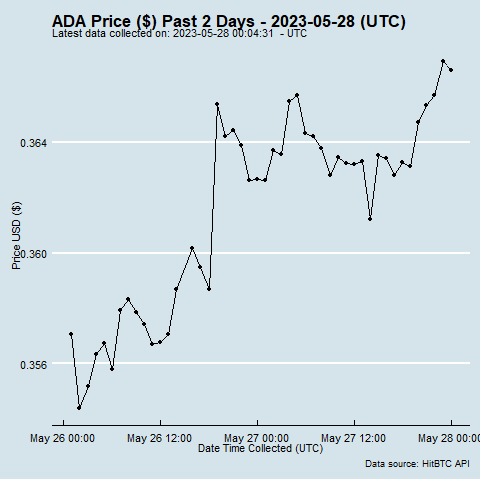 ADA Price ($) Past 2 Days - 2023-05-28 (UTC)
Latest data collected on: 2023-05-28 00:04:31 - UTC
0.364
0.360
0.356
Price USD ($)
May 26 00:00
May 26 12:00
May 27 00:00
May 27 12:00
May 28 00:00
Date Time Collected (UTC)
Data source: HitBTC API